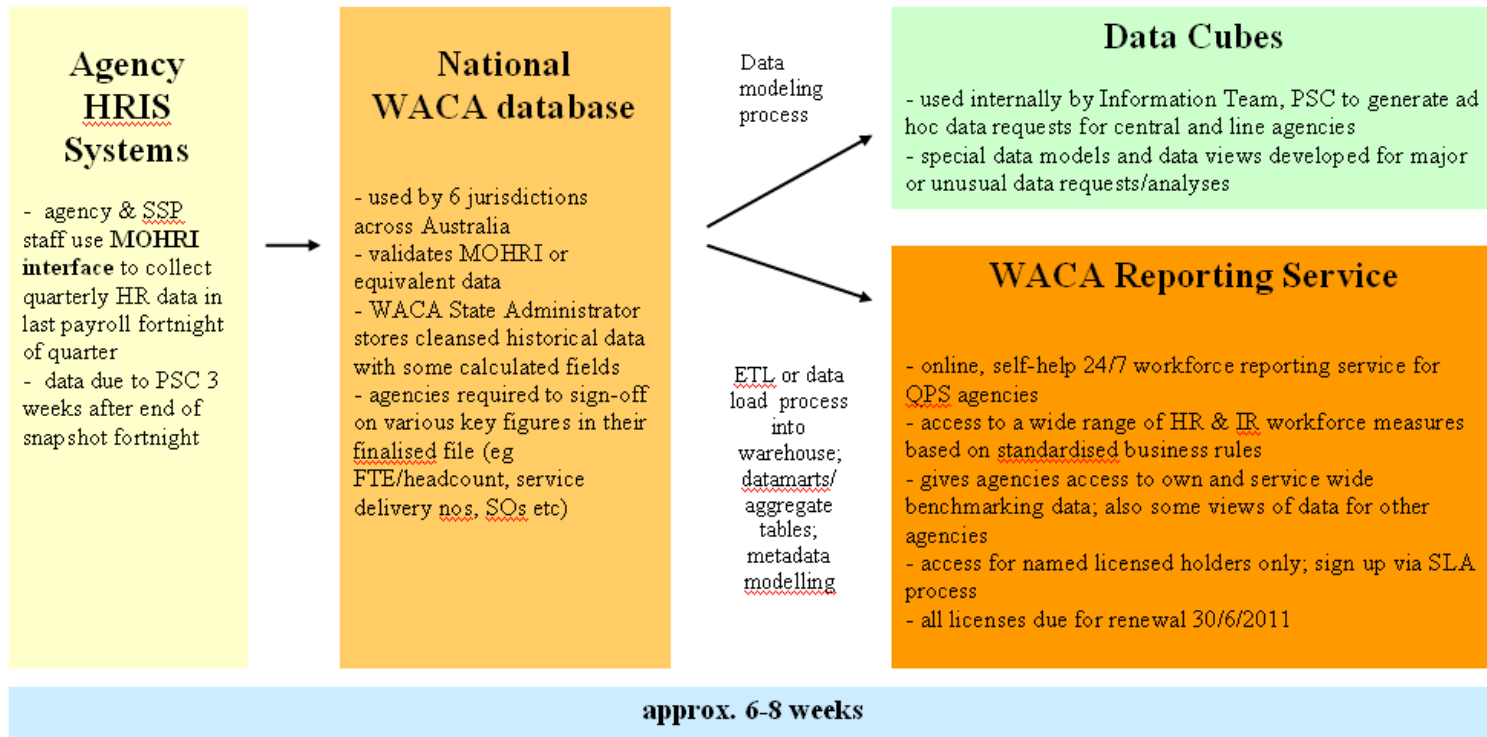 Agency
HRIS
Systems
- agency & SSP
staff use MOHRI
interface to collect
quarterly HR data in
last payroll fortnight
of quarter
- data due to PSC 3
weeks after end of
snapshot fortnight
National
WACA database
- used by 6 jurisdictions
across Australia
- validates MOHRI or
equivalent data
- WACA State Administrator
stores cleansed historical data
with some calculated fields
- agencies required to sign-off
on various key figures in their
finalised file (eg
FTE/headcount, service
delivery nos, SOs etc)
Data
modeling
process
ETL or data
load process
into
warehouse;
datamarts/
aggregate
tables;
metadata
modelling
Data Cubes
- used internally by Information Team, PSC to generate ad
hoc data requests for central and line agencies
- special data models and data views developed for major
or unusual data requests/analyses
WACA Reporting Service
- online, self-help 24/7 workforce reporting service for
QPS agencies
- access to a wide range of HR & IR workforce measures
based on standardised business rules
- gives agencies access to own and service wide
benchmarking data; also some views of data for other
agencies
- access for named licensed holders only; sign up via SLA
process
- all licenses due for renewal 30/6/2011
approx. 6-8 weeks